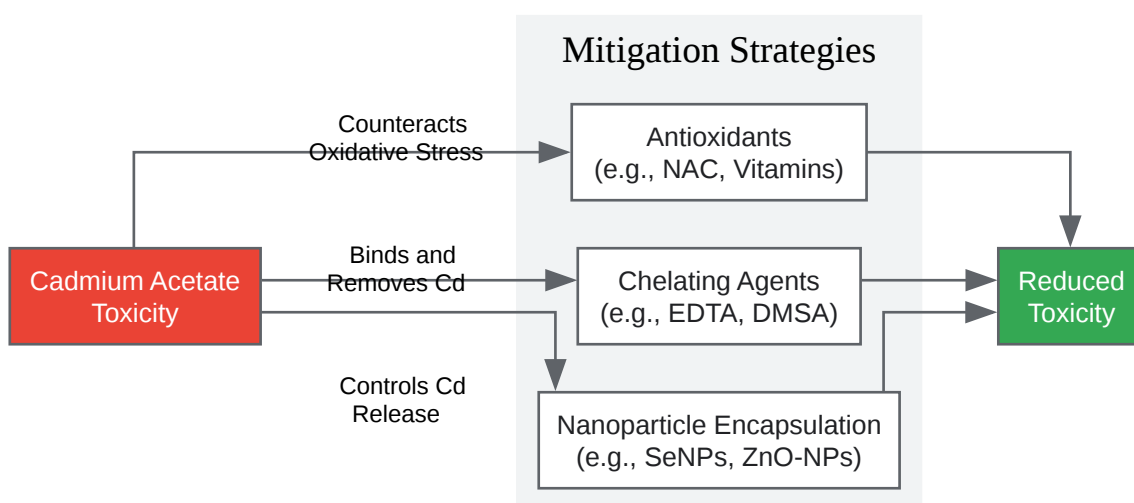 Mitigation Strategies
Counteracts
Oxidative Stress
Antioxidants
(e.g., NAC, Vitamins)
Cadmium Acetate
Toxicity
Binds and
Removes Cd
Chelating Agents
(e.g., EDTA, DMSA)
Reduced
Toxicity
Controls Cd
Release
Nanoparticle Encapsulation
(e.g., SeNPs, ZnO-NPs)